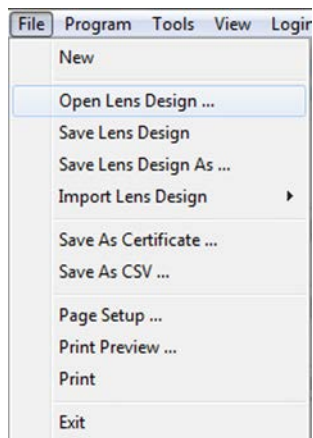 File Program Tools View Login
New
Open Lens Design ...
Save Lens Design
Save Lens Design As ...
Import Lens Design
Save As Certificate ...
Save As CSV ...
Page Setup ...
Print Preview ...
Print
Exit